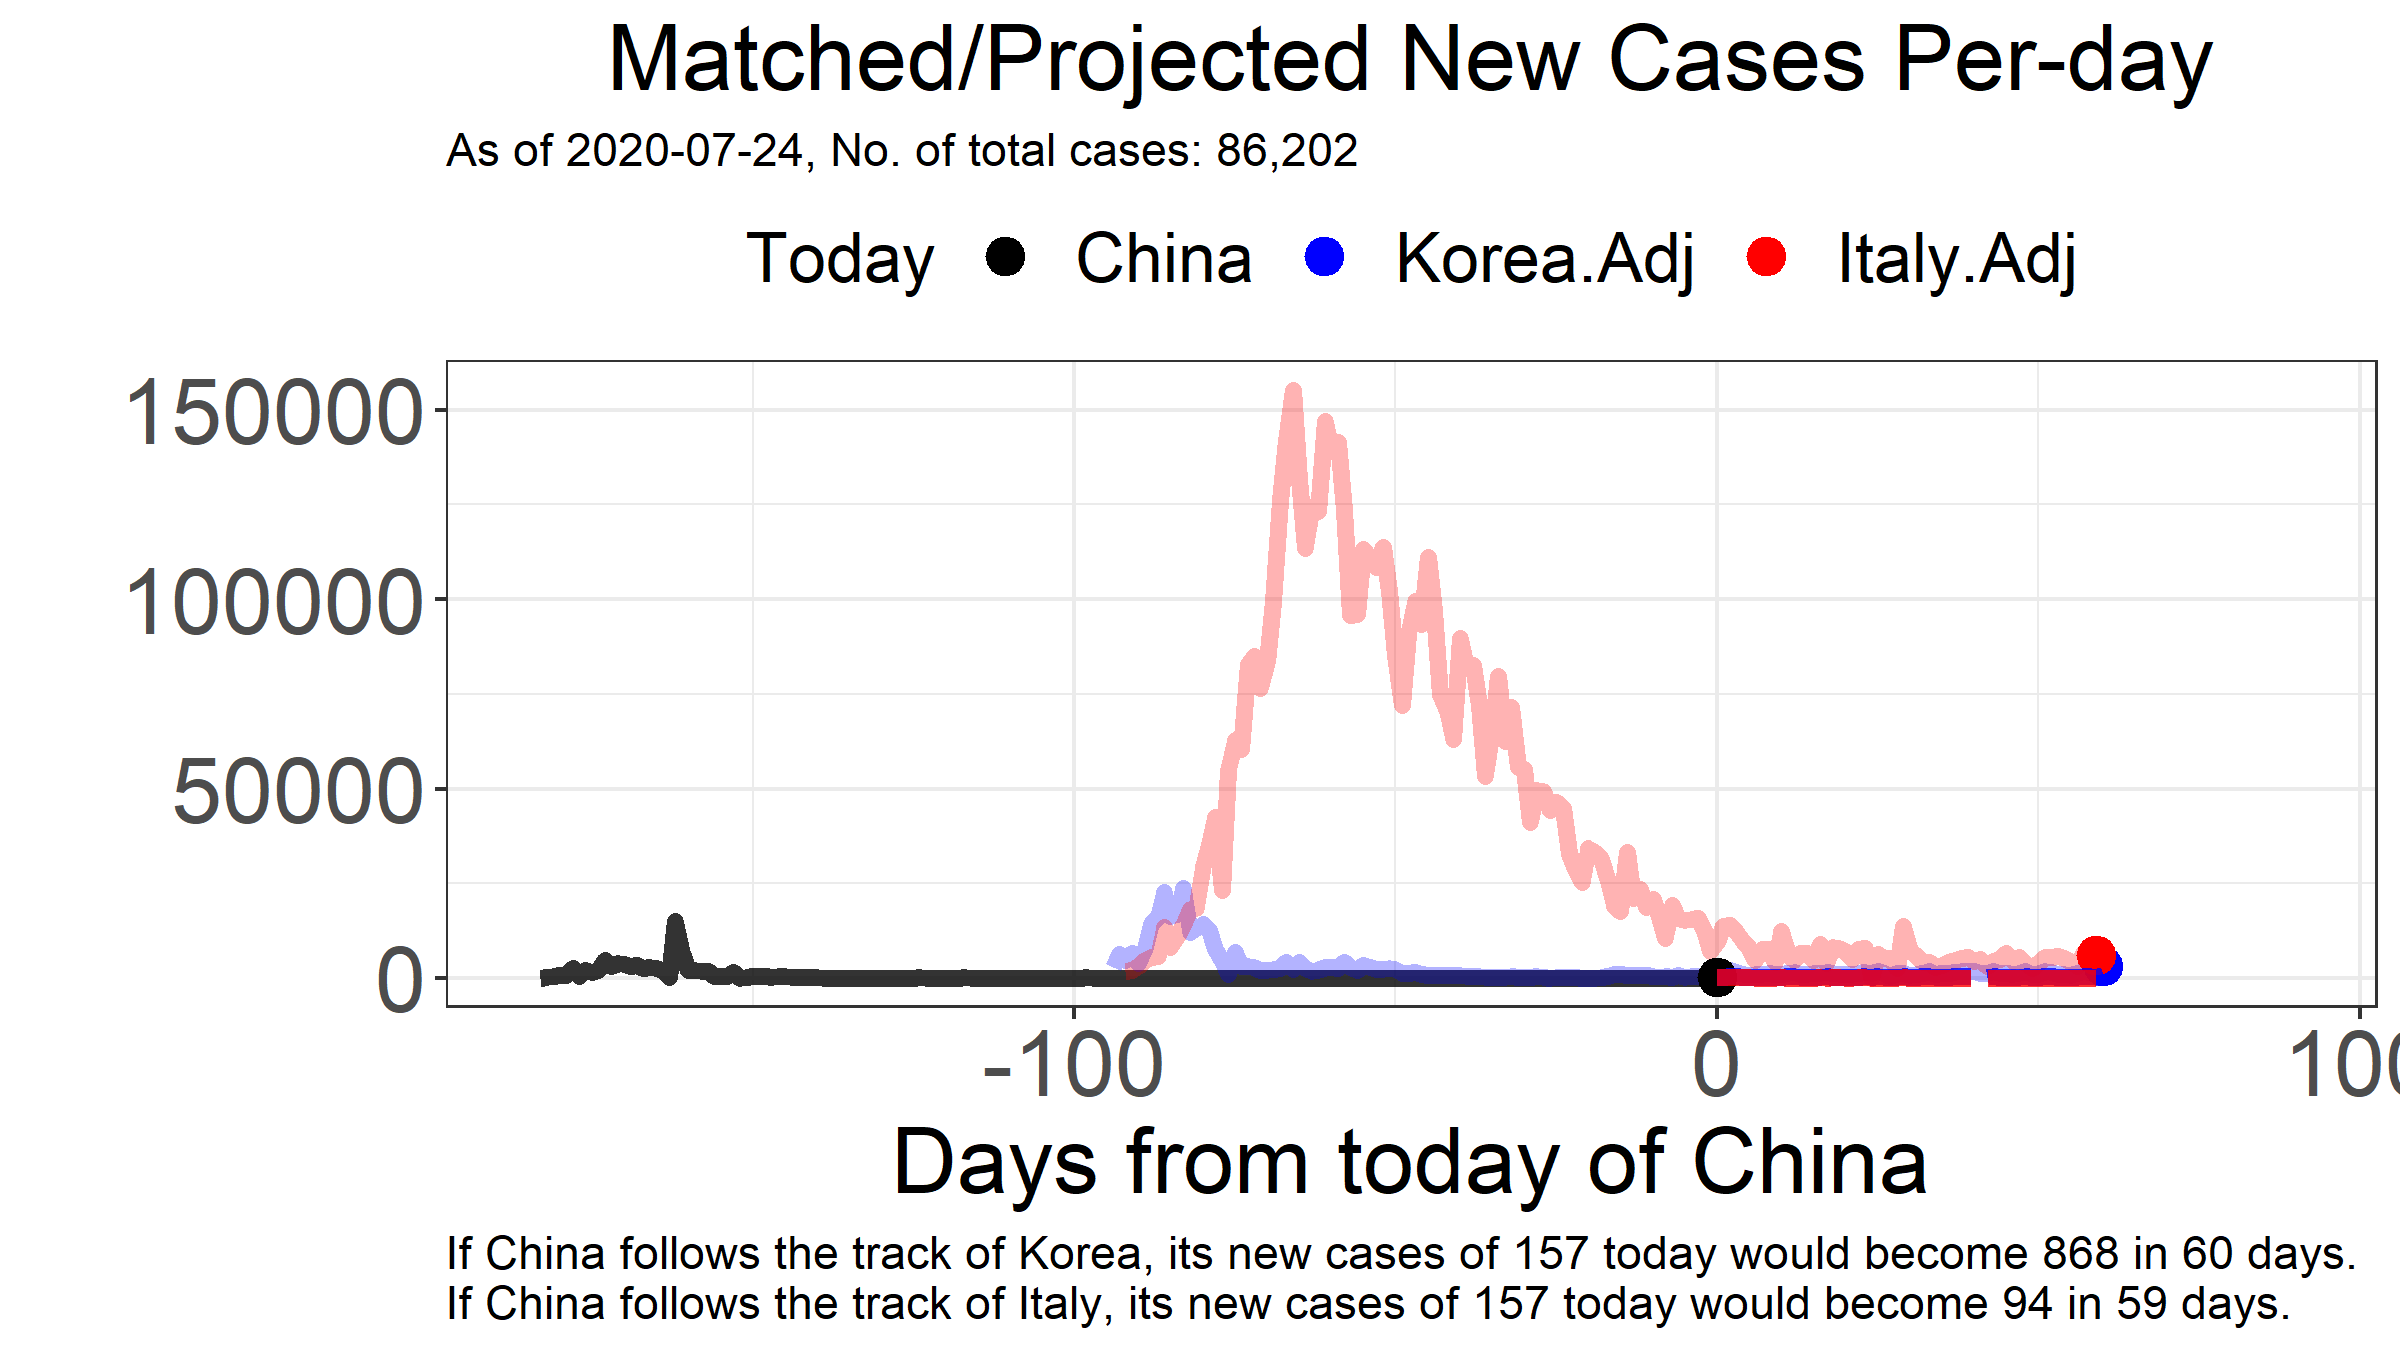 Matched/Projected New Cases Per-day
As of 2020-07-24, No. of total cases: 86,202
Today China Korea.Adj Italy.Adj
150000
100000
50000
0
-100 0 100
Days from today of China
If China follows the track of Korea, its new cases of 157 today would become 868 in 60 days.
If China follows the track of Italy, its new cases of 157 today would become 94 in 59 days.